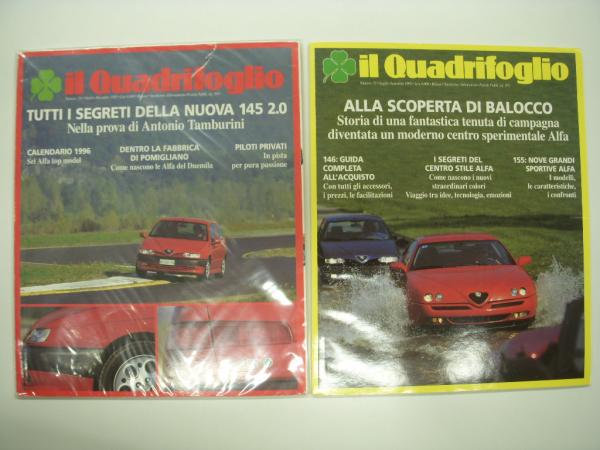 il Quadrifoglio
TUTTI I SEGRETI DELLA NUOVA 145 2.0
Nella prova di Antonio Tamburini
CALENDARIO 1996
Sei Alfa top model
DENTRO LA FABBRICA
DI POMIGLIANO
Come nascono le Alfa del Duemila
PILOTI PRIVATI
In pista
per pura passione
il Quadrifoglio
ALLA SCOPERTA DI BALOCCO
Storia di una fantastica tenuta di campagna
diventata un moderno centro sperimentale Alfa
146: GUIDA
COMPLETA
ALL'ACQUISTO
Con tutti gli accessori,
i prezzi, le facilitazioni
I SEGRETI DEL
CENTRO STILE ALFA
Come nascono i nuovi
straordinari colori
Viaggio tra idee, tecnologia, emozioni
155: NOVE GRANDI
SPORTIVE ALFA
I modelli,
le caratteristiche,
i confronti